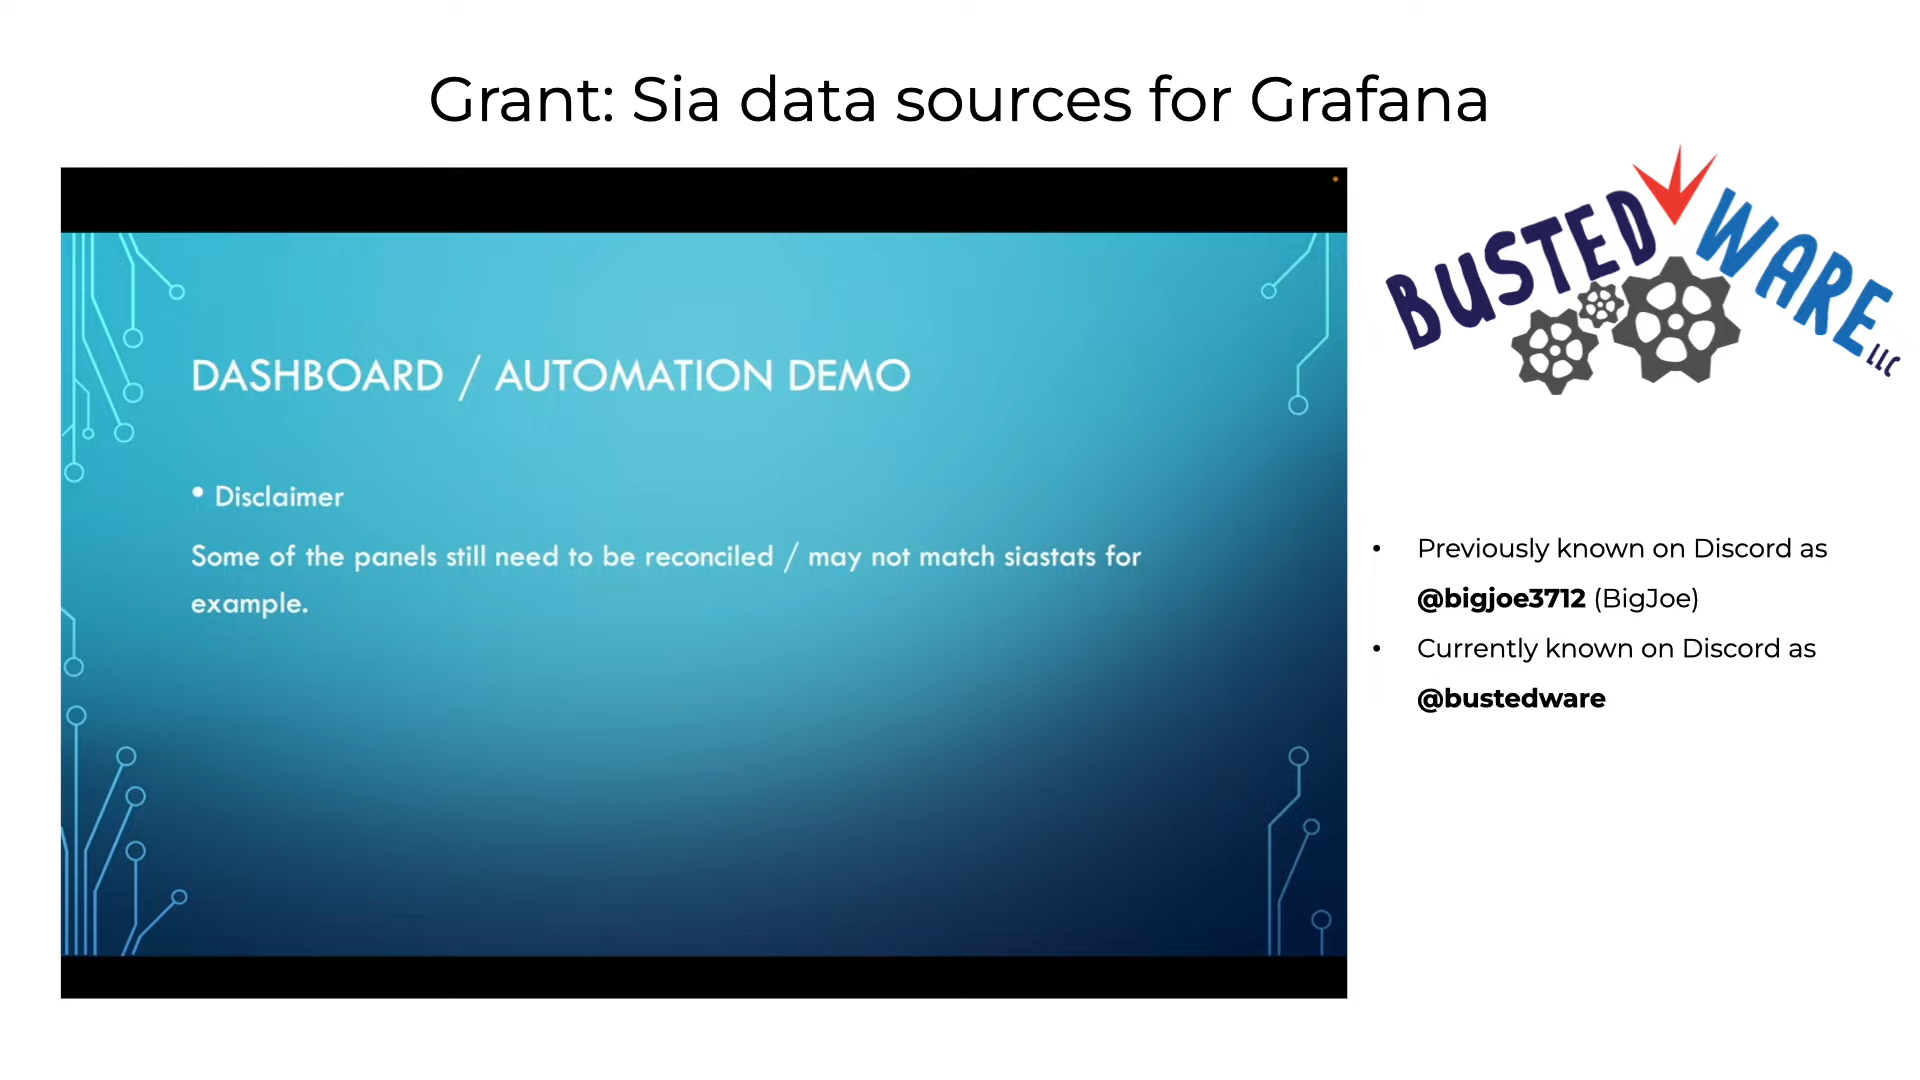 Grant: Sia data sources for Grafana
DASHBOARD / AUTOMATION DEMO
• Disclaimer
Some of the panels still need to be reconciled / may not match siastats for
example.
BUSTED WARE LLC
• Previously known on Discord as
@bigjoe3712 (BigJoe)
• Currently known on Discord as
@bustedware